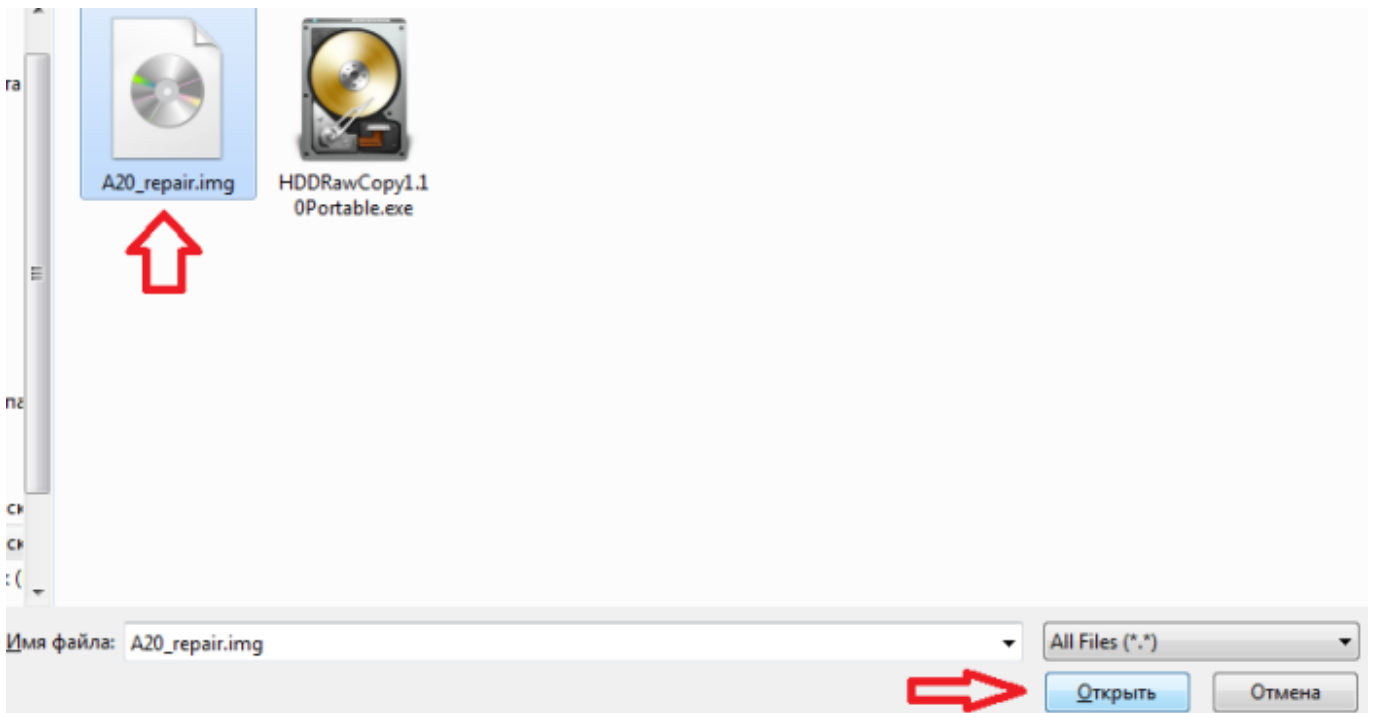 A20_repair.img
HDDRawCopy1.1
0Portable.exe
Имя файла: A20_repair.img
All Files (*.*)
Открыть
Отмена